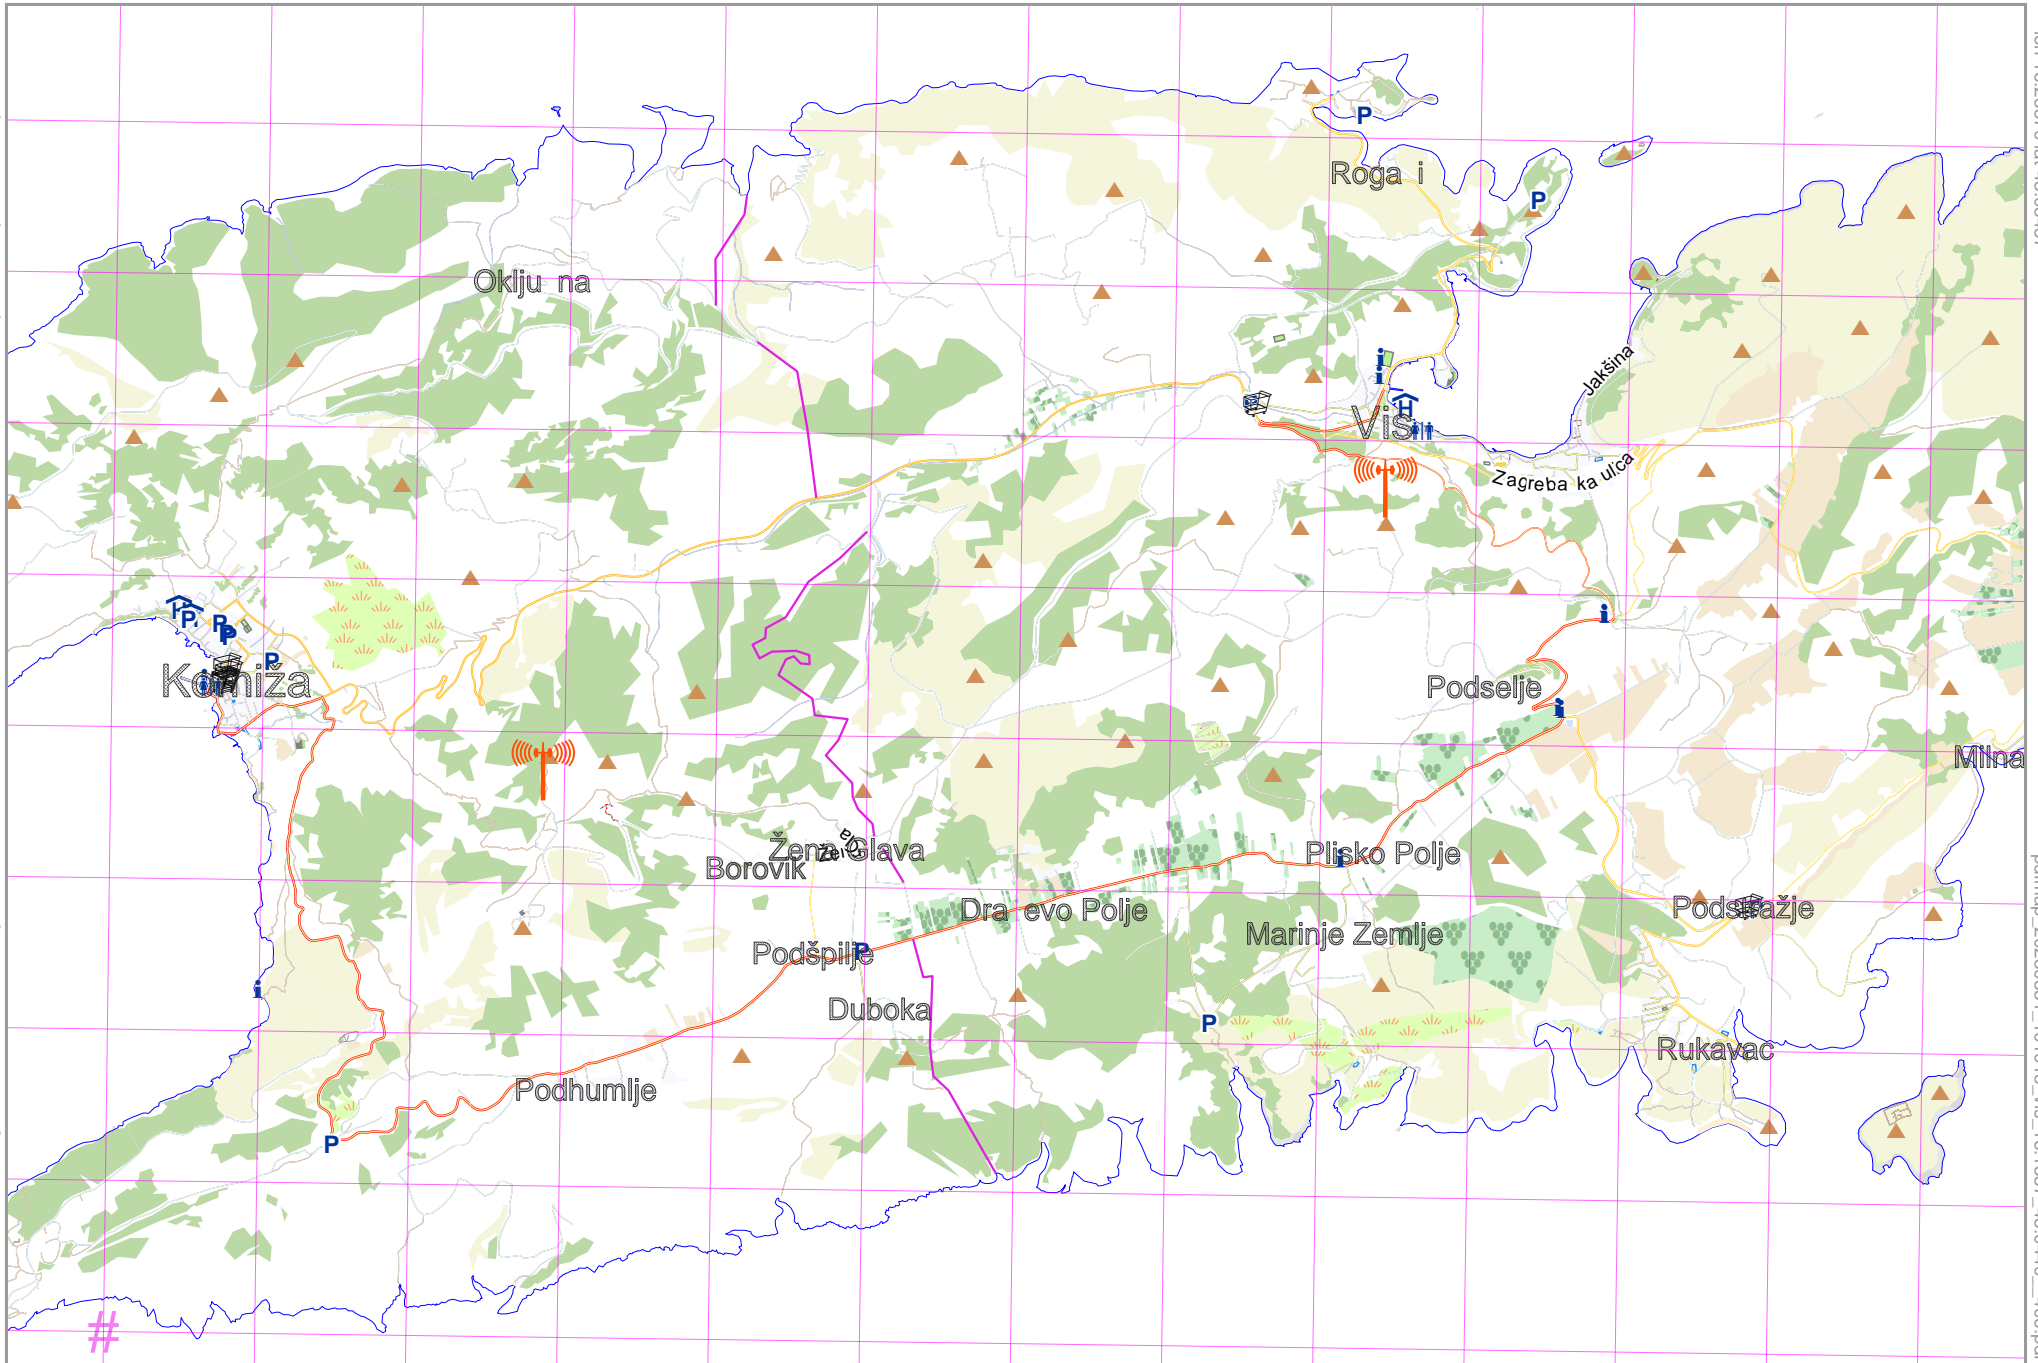 P
Roga i
P
Oklju na
Jakšina
i
i
H
Vis
Zagreba ka ulica
H
P
P
P
P
Komiža
i
Podselje
i
Milna
Žena Glava
Borovik
Plisko Polje
i
Podstražje
Dra evo Polje
Marinje Zemlje
Podšpilje
P
i
Duboka
P
Rukavac
Podhumlje
P
#